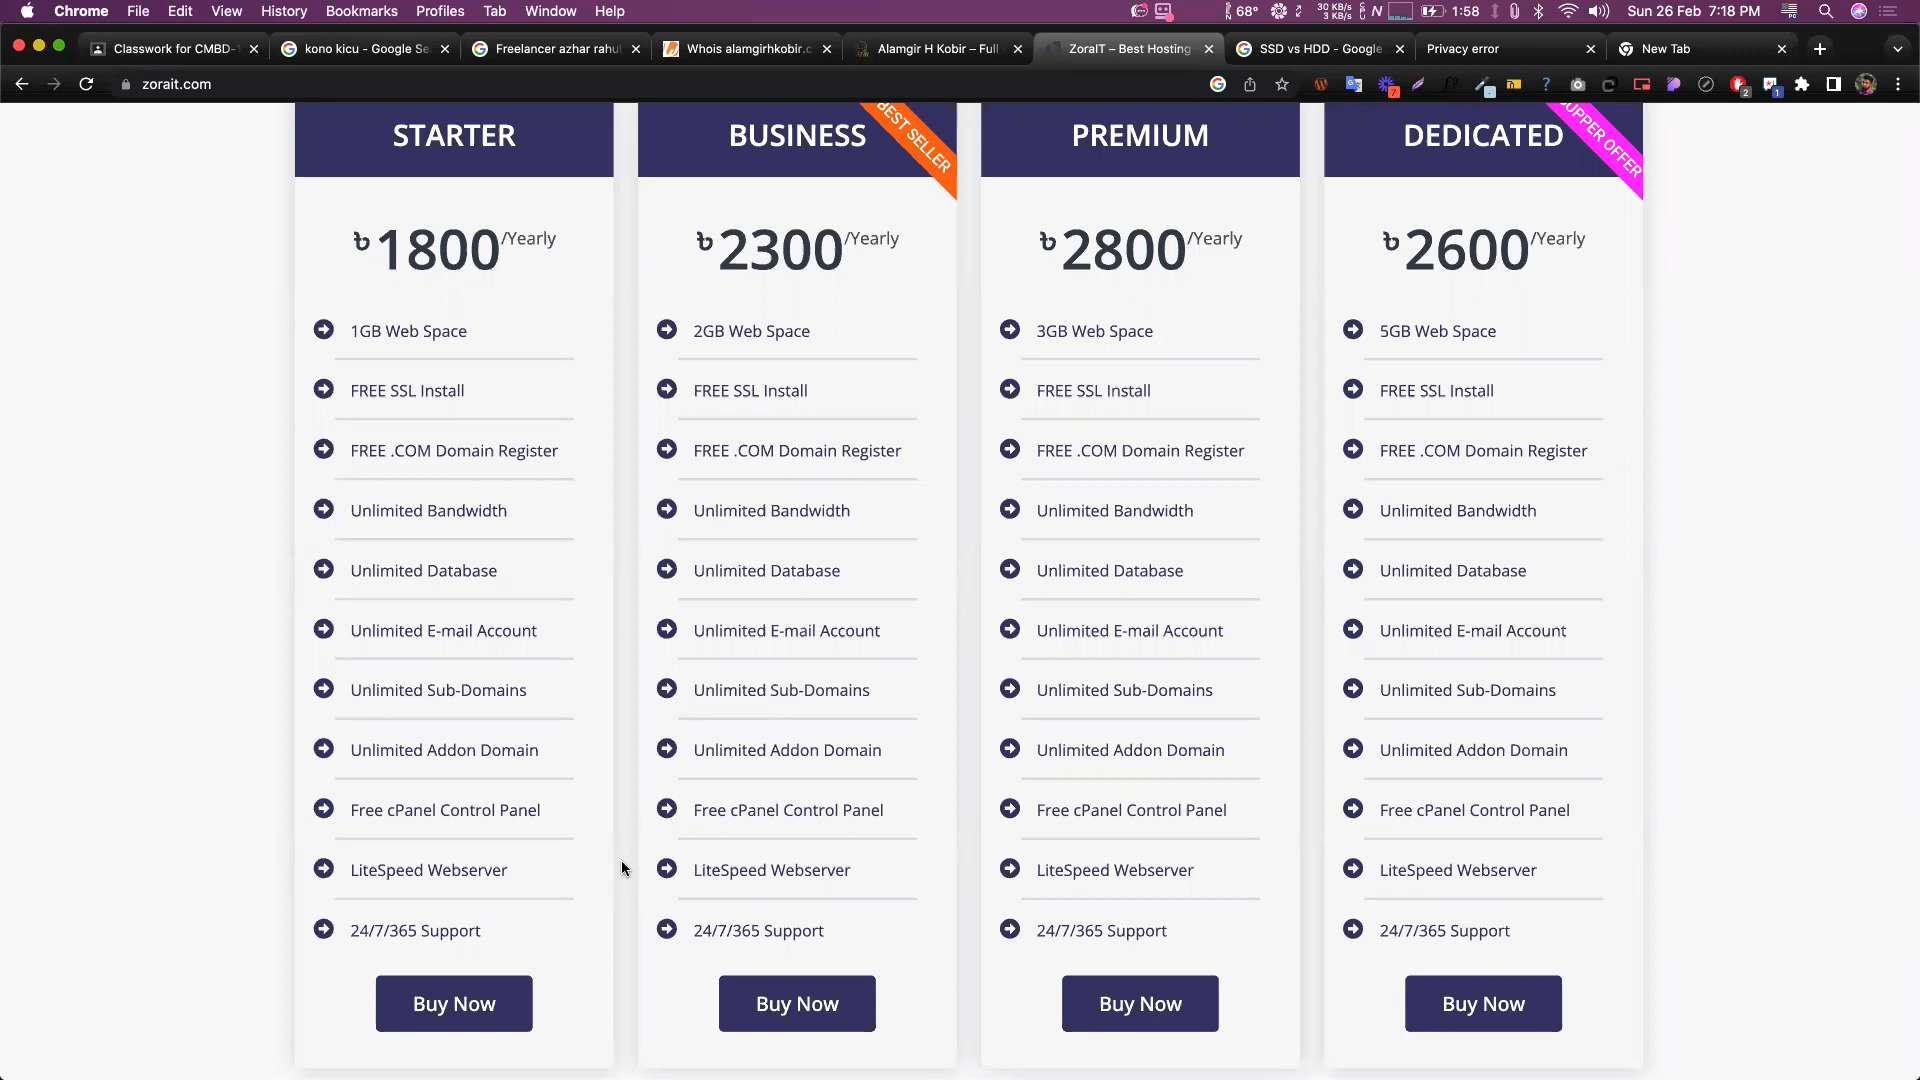 Chrome File Edit View History Bookmarks Profiles Tab Window Help 68° 30 KB/s 3 KB/s 1:58 Sun 26 Feb 7:18 PM
Classwork for CMBD-1 kono kicu - Google Se Freelancer azhar rahul Whois alamgirhkobir.c Alamgir H Kobir – Full ZoraIT – Best Hosting SSD vs HDD - Google Privacy error New Tab
zorait.com
STARTER
৳1800/Yearly
1GB Web Space
FREE SSL Install
FREE .COM Domain Register
Unlimited Bandwidth
Unlimited Database
Unlimited E-mail Account
Unlimited Sub-Domains
Unlimited Addon Domain
Free cPanel Control Panel
LiteSpeed Webserver
24/7/365 Support
Buy Now
BUSINESS
BEST SELLER
৳2300/Yearly
2GB Web Space
FREE SSL Install
FREE .COM Domain Register
Unlimited Bandwidth
Unlimited Database
Unlimited E-mail Account
Unlimited Sub-Domains
Unlimited Addon Domain
Free cPanel Control Panel
LiteSpeed Webserver
24/7/365 Support
Buy Now
PREMIUM
৳2800/Yearly
3GB Web Space
FREE SSL Install
FREE .COM Domain Register
Unlimited Bandwidth
Unlimited Database
Unlimited E-mail Account
Unlimited Sub-Domains
Unlimited Addon Domain
Free cPanel Control Panel
LiteSpeed Webserver
24/7/365 Support
Buy Now
DEDICATED
UPPER OFFER
৳2600/Yearly
5GB Web Space
FREE SSL Install
FREE .COM Domain Register
Unlimited Bandwidth
Unlimited Database
Unlimited E-mail Account
Unlimited Sub-Domains
Unlimited Addon Domain
Free cPanel Control Panel
LiteSpeed Webserver
24/7/365 Support
Buy Now